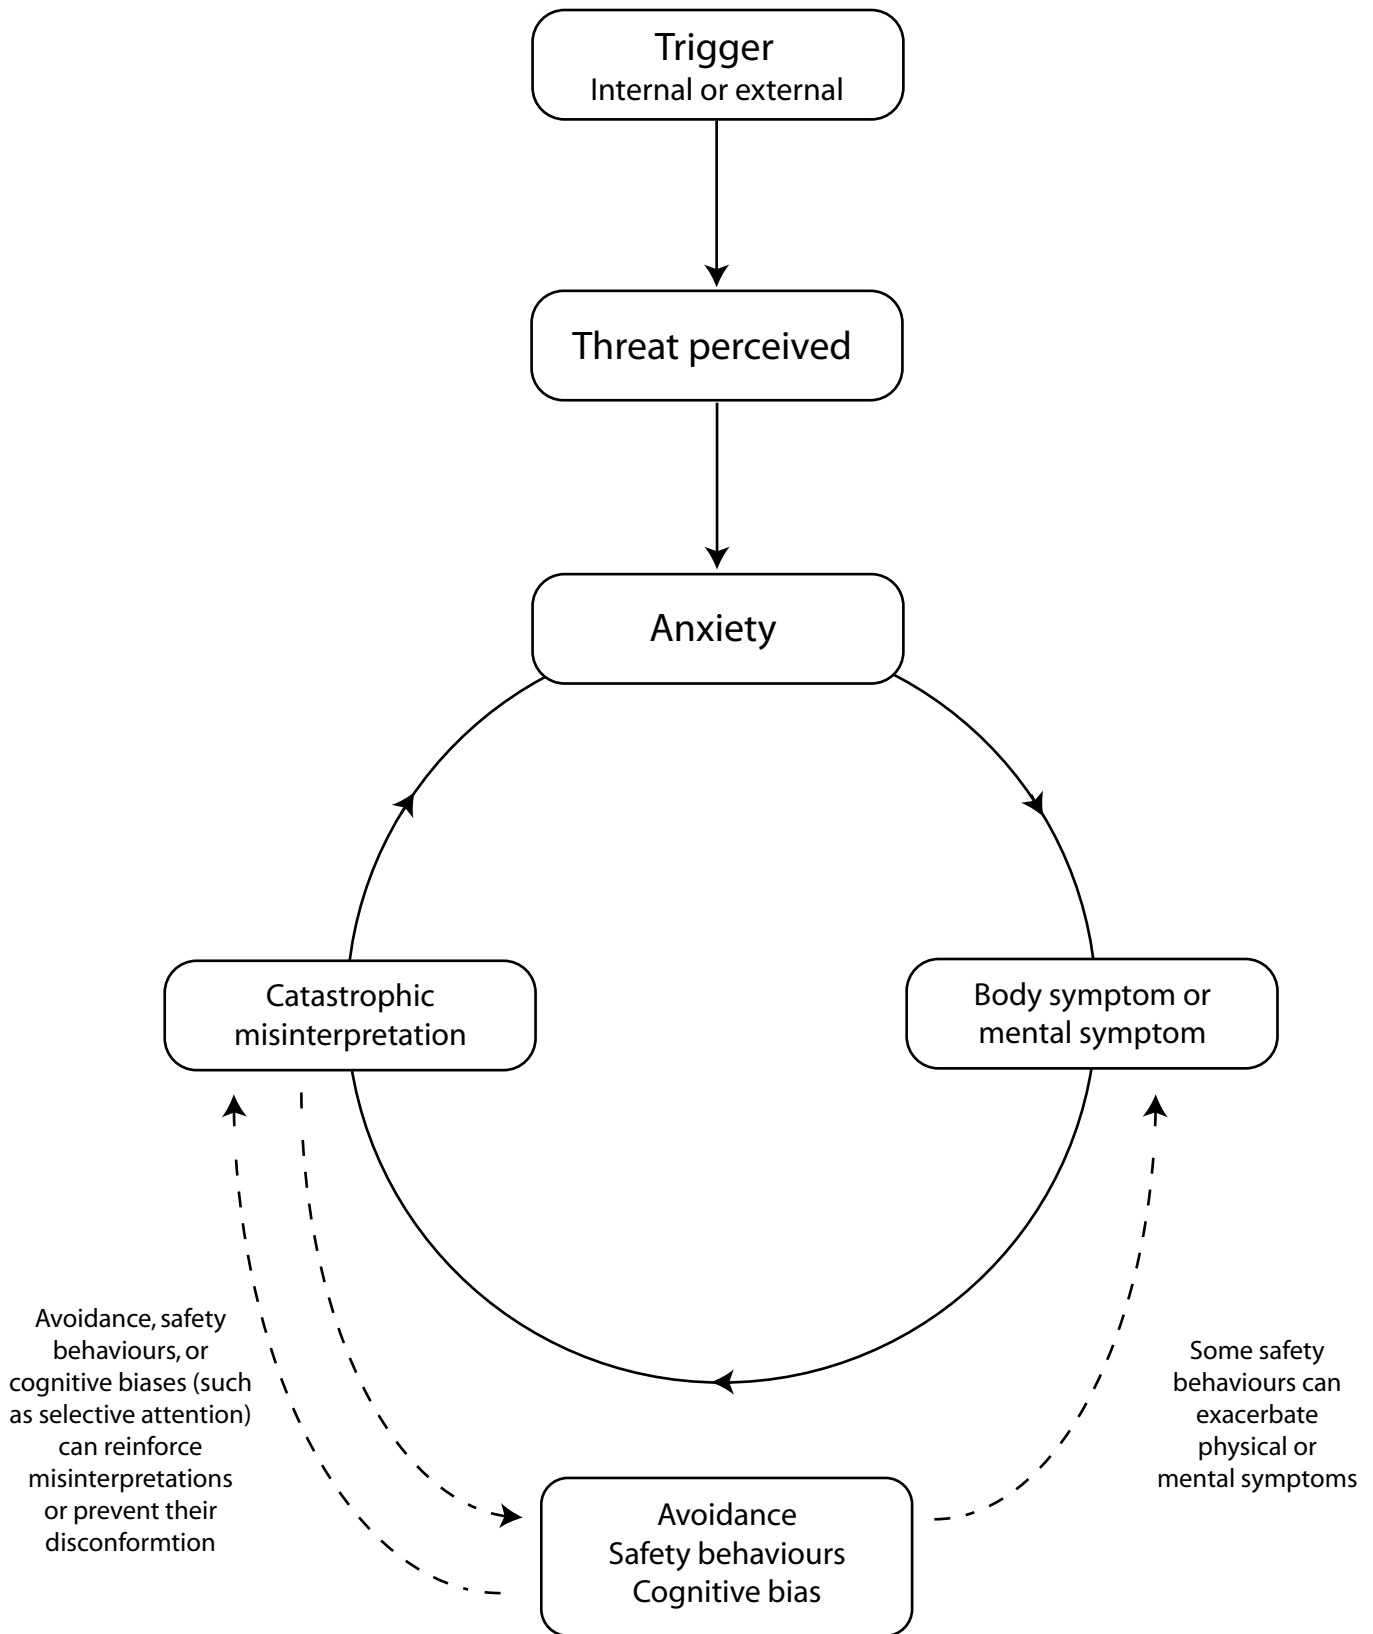 Trigger
Internal or external
Threat perceived
Anxiety
Catastrophic
misinterpretation
Body symptom or
mental symptom
Avoidance, safety
behaviours, or
cognitive biases (such
as selective attention)
can reinforce
misinterpretations
or prevent their
disconformtion
Some safety
behaviours can
exacerbate
physical or
mental symptoms
Avoidance
Safety behaviours
Cognitive bias